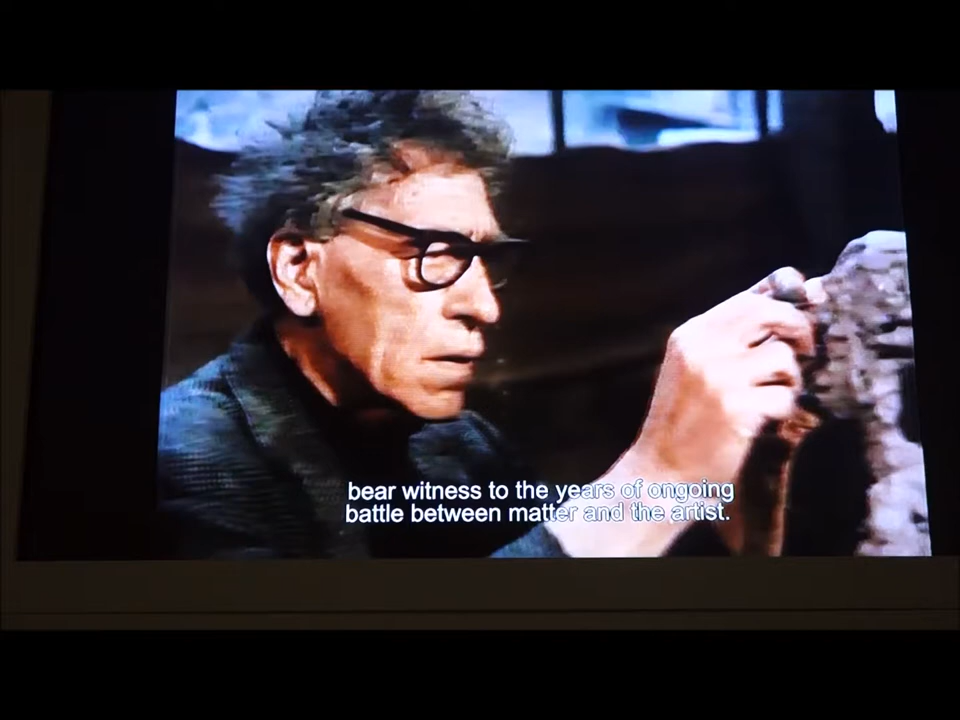 bear witness to the years of ongoing
battle between matter and the artist.